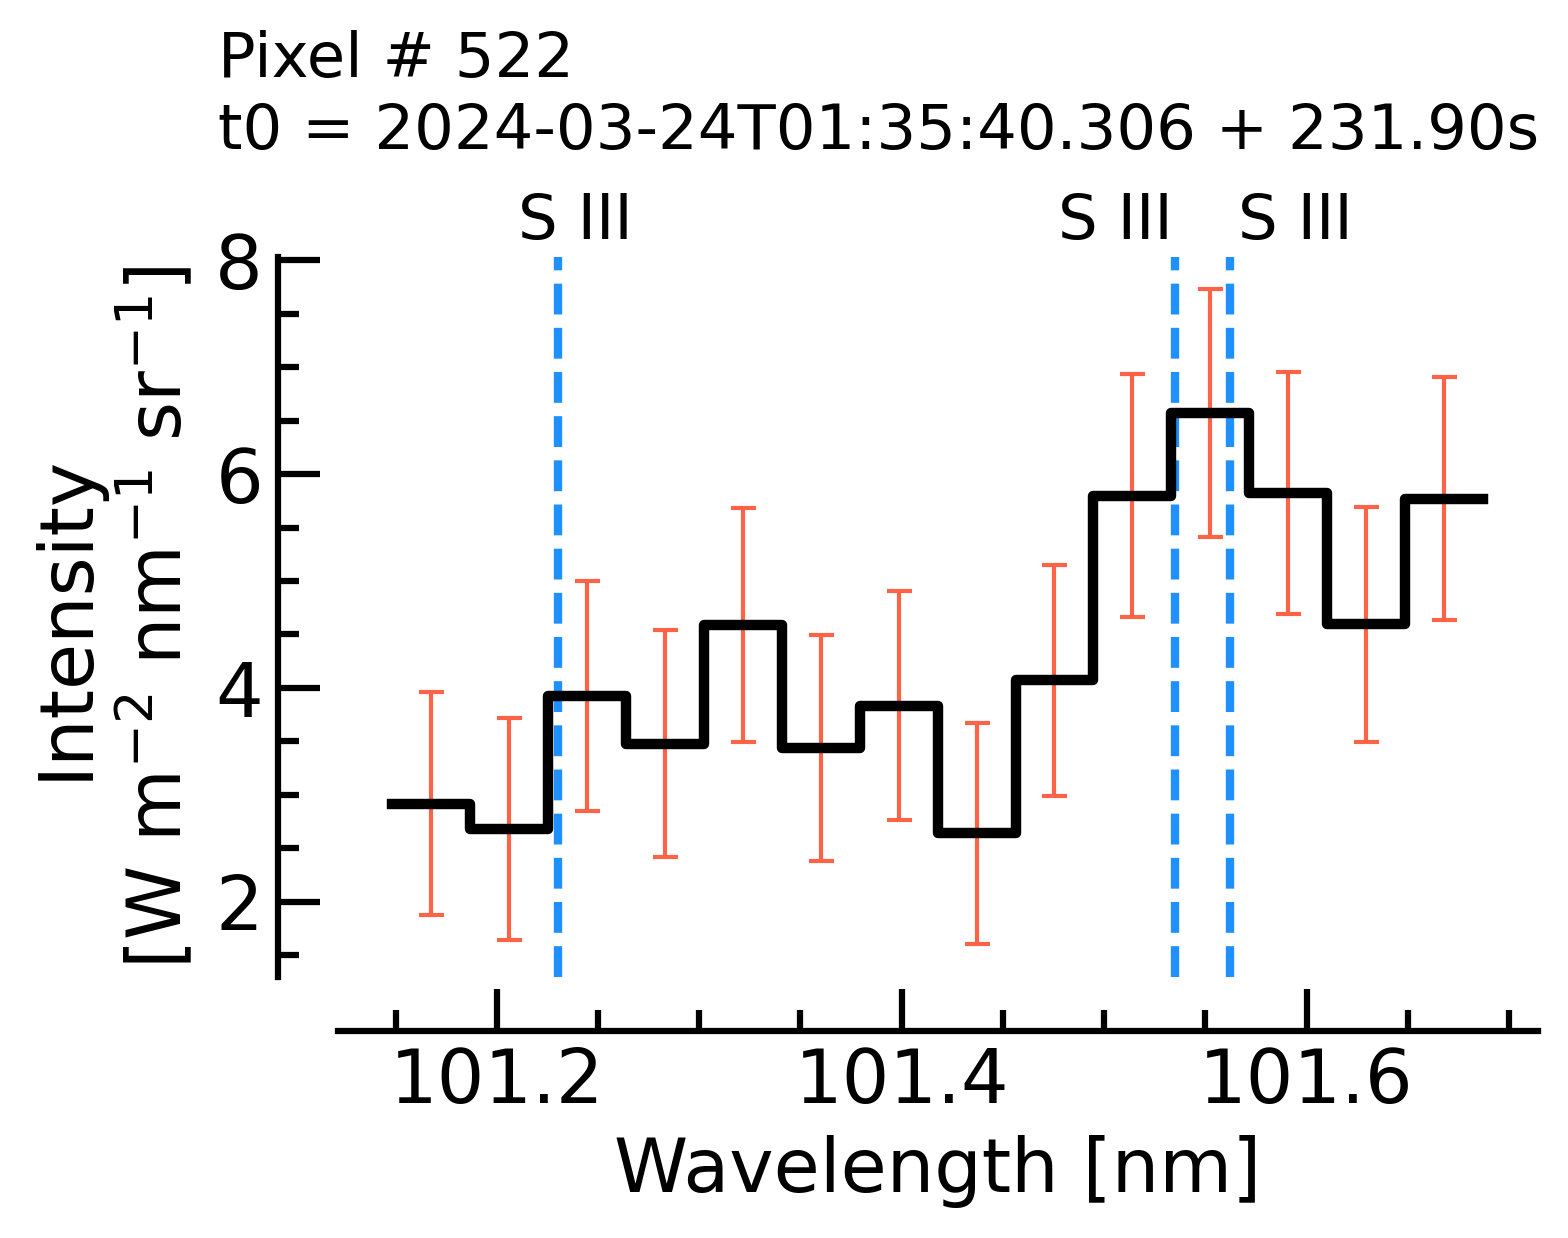 Pixel # 522
t0 = 2024-03-24T01:35:40.306 + 231.90s
S III S III S III
Intensity
[W m⁻² nm⁻¹ sr⁻¹]
8
6
4
2
101.2 101.4 101.6
Wavelength [nm]